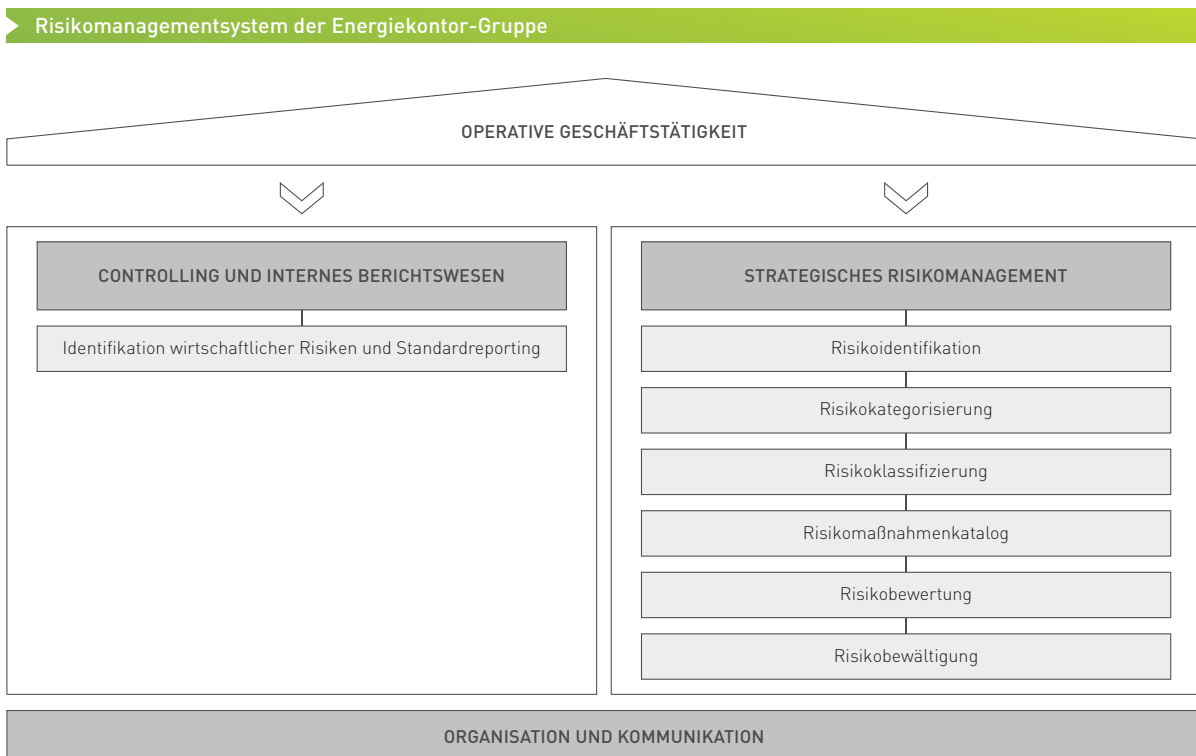 Risikomanagementsystem der Energiekontor-Gruppe
OPERATIVE GESCHÄFTSTÄTIGKEIT
CONTROLLING UND INTERNES BERICHTSWESEN
Identifikation wirtschaftlicher Risiken und Standardreporting
STRATEGISCHES RISIKOMANAGEMENT
Risikoidentifikation
Risikokategorisierung
Risikoklassifizierung
Risikomaßnahmenkatalog
Risikobewertung
Risikobewältigung
ORGANISATION UND KOMMUNIKATION